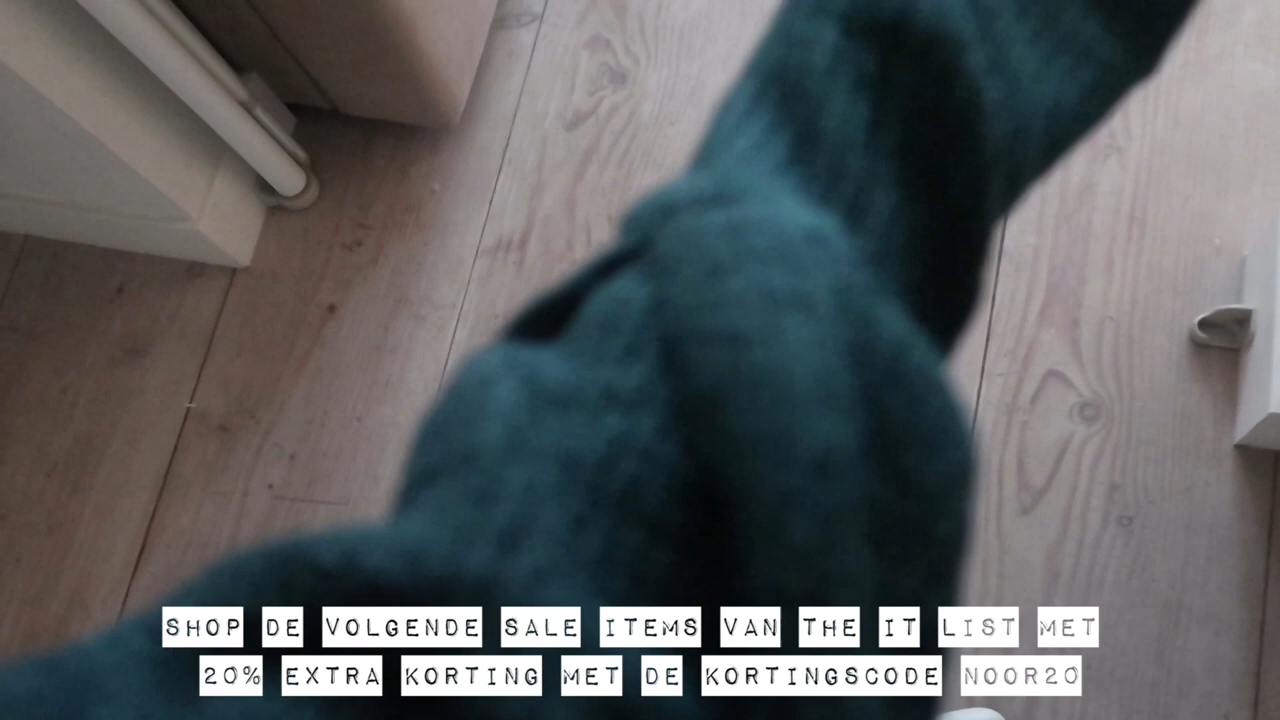 SHOP DE VOLGENDE SALE ITEMS VAN THE IT LIST MET
20% EXTRA KORTING MET DE KORTINGSCODE NOOR20